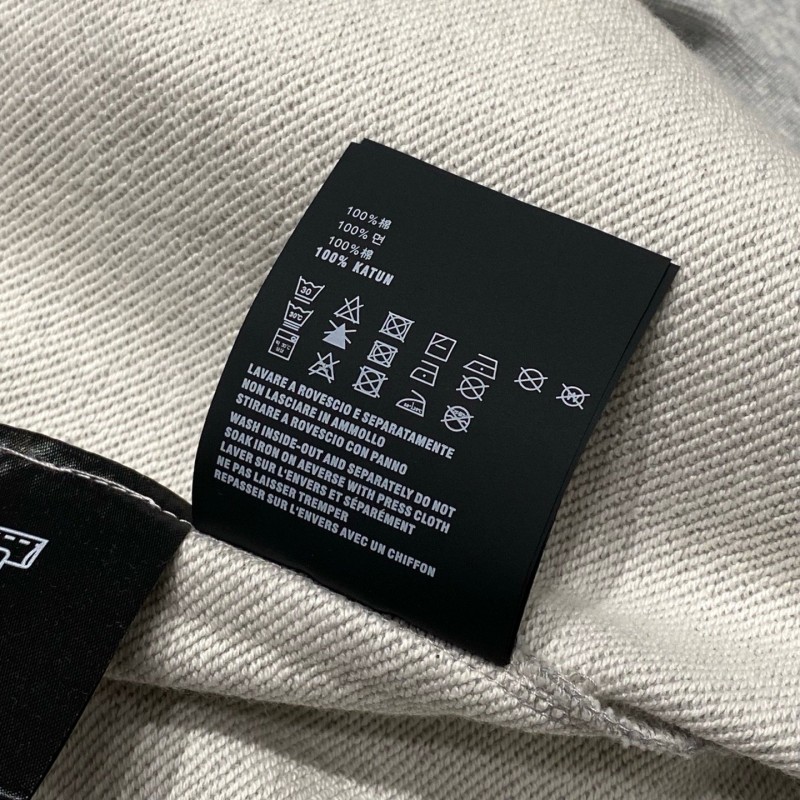 100%棉
100% 면
100%棉
100% KATUN
30
30℃
LAVARE A ROVESCIO E SEPARATAMENTE
NON LASCIARE IN AMMOLLO
STIRARE A ROVESCIO CON PANNO
WASH INSIDE-OUT AND SEPARATELY DO NOT
SOAK IRON ON AEVERSE WITH PRESS CLOTH
LAVER SUR L'ENVERS ET SÉPARÉMENT
NE PAS LAISSER TREMPER
REPASSER SUR L'ENVERS AVEC UN CHIFFON